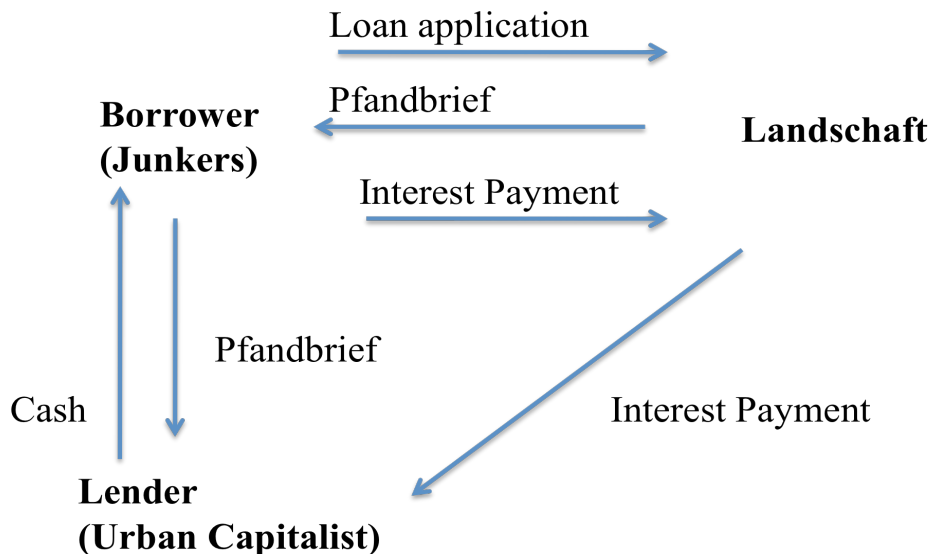 Loan application
Pfandbrief
Borrower
(Junkers)
Landschaft
Interest Payment
Pfandbrief
Cash
Interest Payment
Lender
(Urban Capitalist)